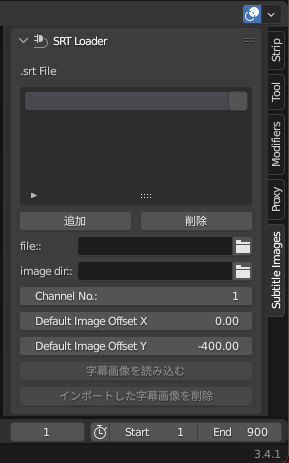 SRT Loader
.srt File
追加 削除
file::
image dir::
Channel No.: 1
Default Image Offset X 0.00
Default Image Offset Y -400.00
字幕画像を読み込む
インポートした字幕画像を削除
Strip
Tool
Modifiers
Proxy
Subtitle Images
1 Start 1 End 900
3.4.1